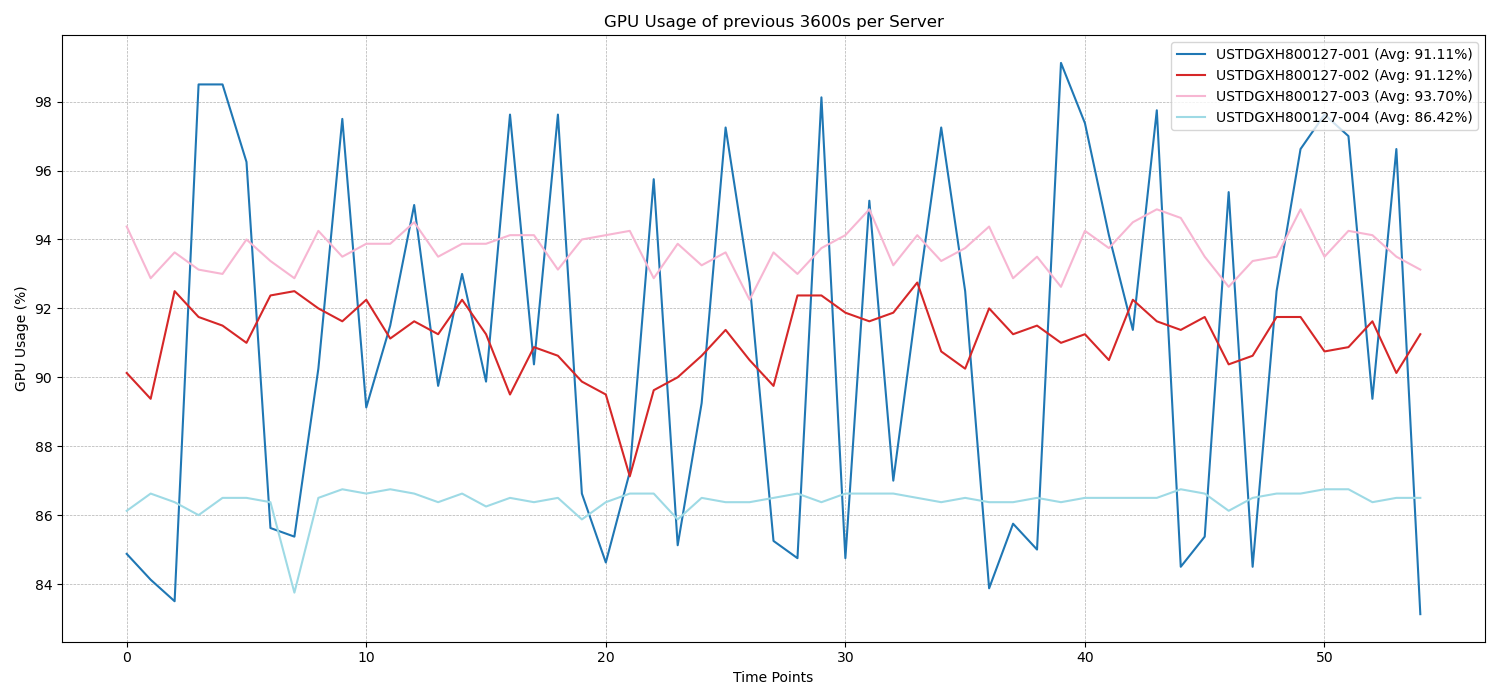 GPU Usage of previous 3600s per Server
USTDGXH800127-001 (Avg: 91.11%)
USTDGXH800127-002 (Avg: 91.12%)
USTDGXH800127-003 (Avg: 93.70%)
USTDGXH800127-004 (Avg: 86.42%)
GPU Usage (%)
98
96
94
92
90
88
86
84
0 10 20 30 40 50
Time Points